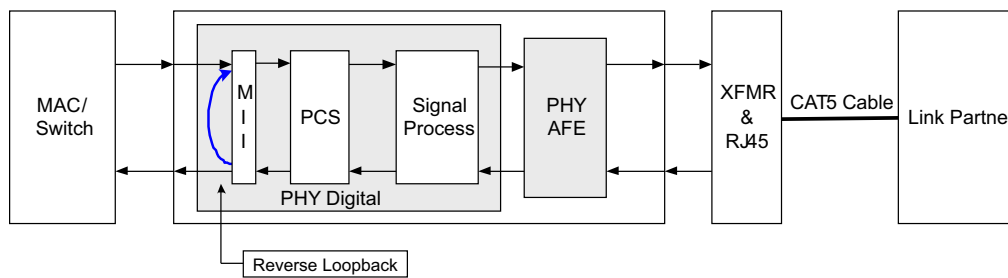 MAC/
Switch
M
I
I
PCS
Signal
Process
PHY
AFE
XFMR
&
RJ45
CAT5 Cable
Link Partne
PHY Digital
Reverse Loopback